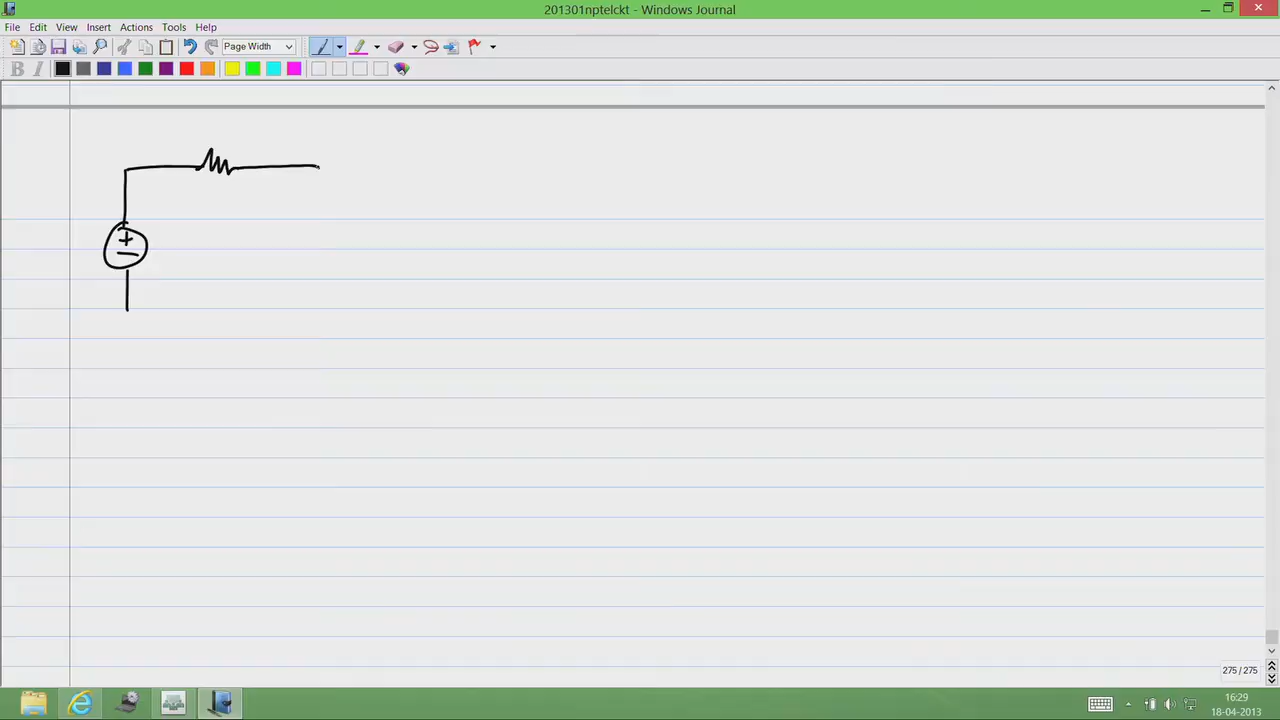 201301nptelckt - Windows Journal
File Edit View Insert Actions Tools Help
Page Width
B I
+
−
275 / 275
16:29
18-04-2013